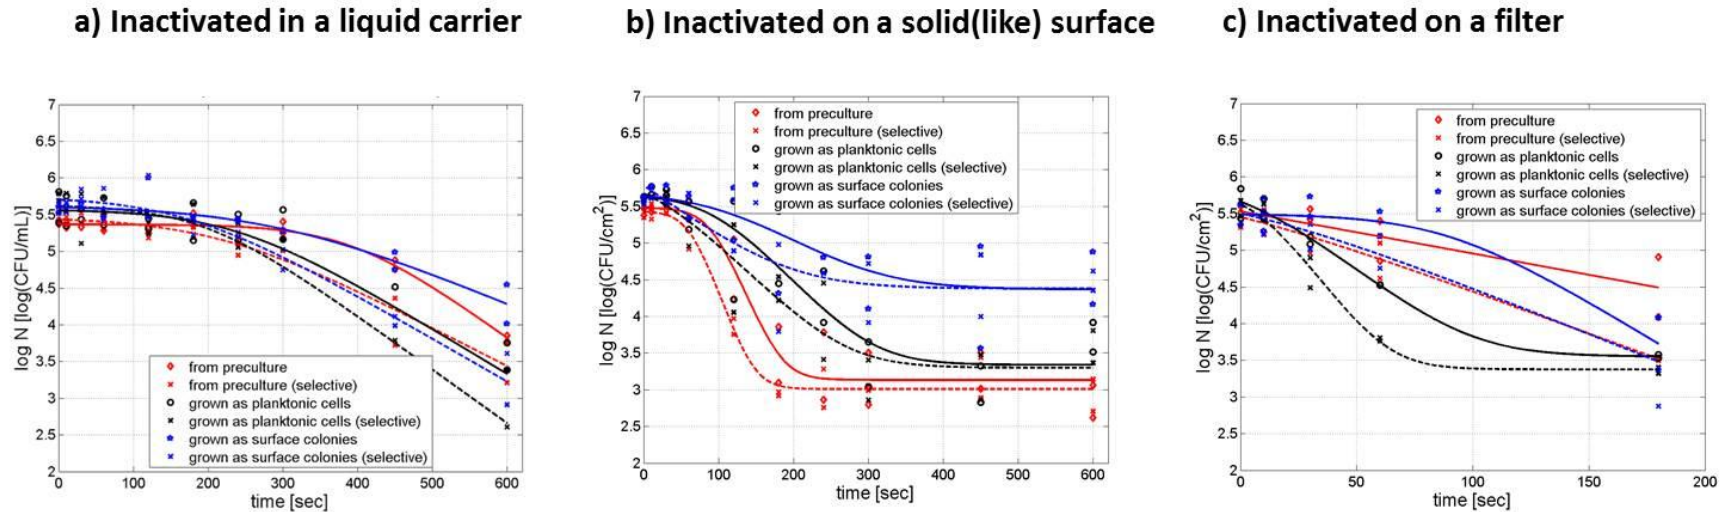 a) Inactivated in a liquid carrier
b) Inactivated on a solid(like) surface
c) Inactivated on a filter
7
6.5
6
5.5
5
4.5
4
3.5
3
2.5
2
log N [log(CFU/mL)]
from preculture
from preculture (selective)
grown as planktonic cells
grown as planktonic cells (selective)
grown as surface colonies
grown as surface colonies (selective)
0 100 200 300 400 500 600
time [sec]
7
6.5
6
5.5
5
4.5
4
3.5
3
2.5
2
log N [log(CFU/cm2)]
from preculture
from preculture (selective)
grown as planktonic cells
grown as planktonic cells (selective)
grown as surface colonies
grown as surface colonies (selective)
0 100 200 300 400 500 600
time [sec]
7
6.5
6
5.5
5
4.5
4
3.5
3
2.5
2
log N [log(CFU/cm2)]
from preculture
from preculture (selective)
grown as planktonic cells
grown as planktonic cells (selective)
grown as surface colonies
grown as surface colonies (selective)
0 50 100 150 200
time [sec]